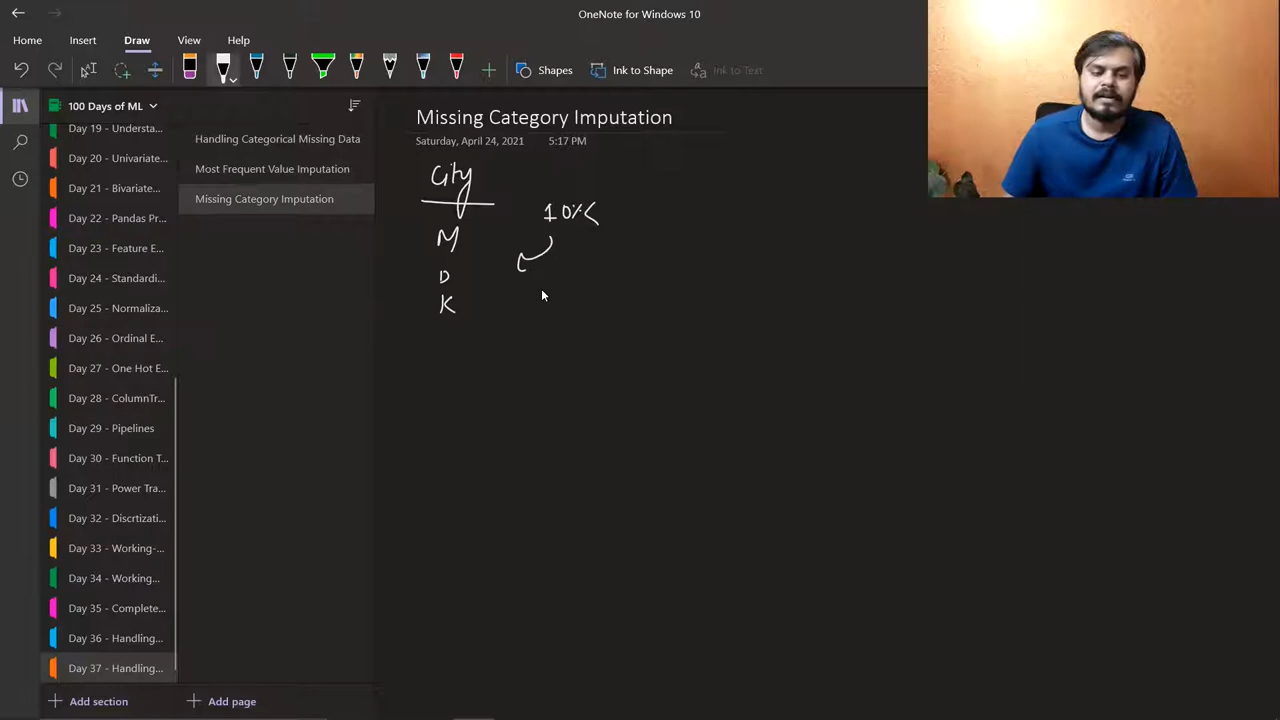 OneNote for Windows 10
Home
Insert
Draw
View
Help
Shapes
Ink to Shape
Ink to Text
100 Days of ML
Day 19 - Understa...
Day 20 - Univariate...
Day 21 - Bivariate...
Day 22 - Pandas Pr...
Day 23 - Feature E...
Day 24 - Standardi...
Day 25 - Normaliza...
Day 26 - Ordinal E...
Day 27 - One Hot E...
Day 28 - ColumnTr...
Day 29 - Pipelines
Day 30 - Function T...
Day 31 - Power Tra...
Day 32 - Discrtizati...
Day 33 - Working-...
Day 34 - Working...
Day 35 - Complete...
Day 36 - Handling...
Day 37 - Handling...
Add section
Handling Categorical Missing Data
Most Frequent Value Imputation
Missing Category Imputation
Add page
Missing Category Imputation
Saturday, April 24, 2021 5:17 PM
City
10%<
M
D
K